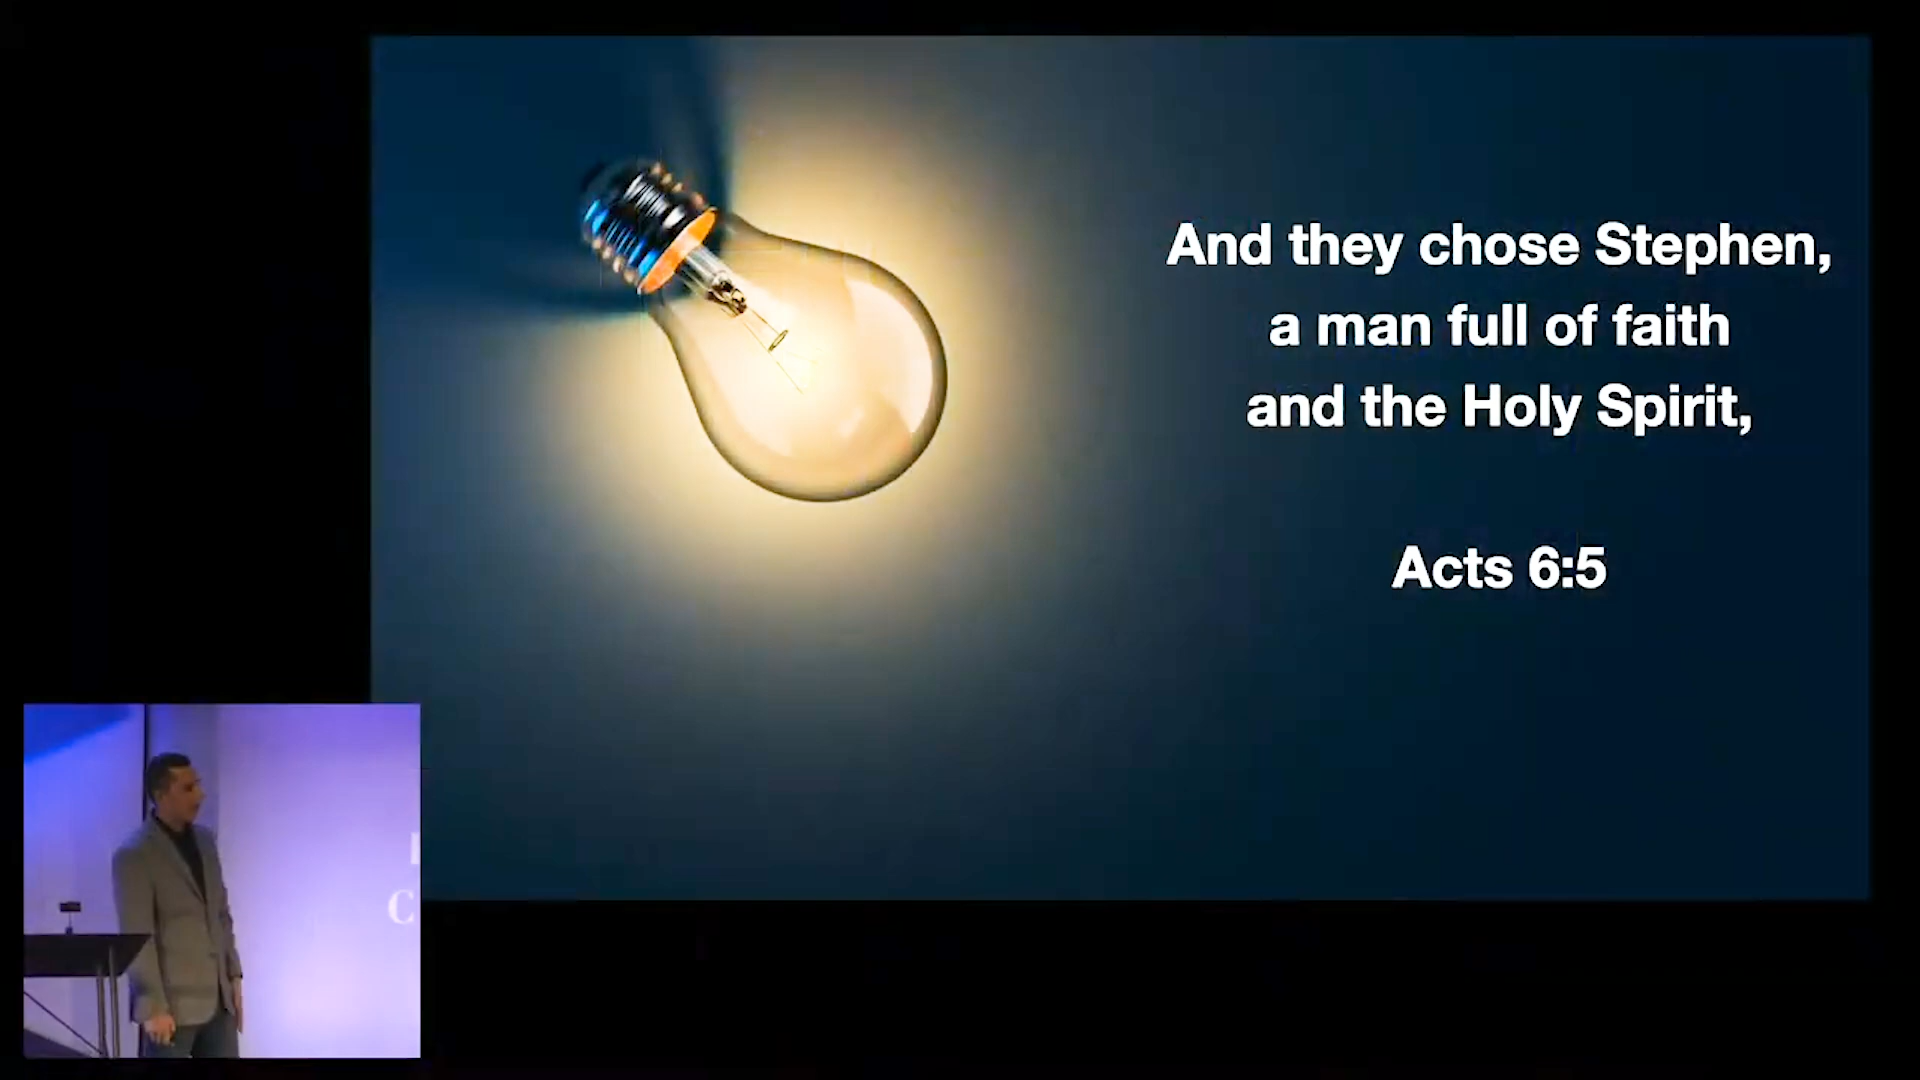 And they chose Stephen,
a man full of faith
and the Holy Spirit,
Acts 6:5